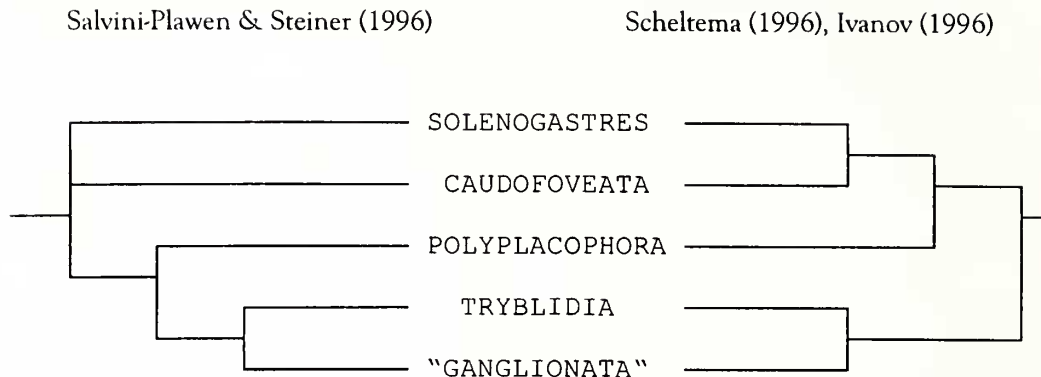 Salvini-Plawen & Steiner (1996) Scheltema (1996), Ivanov (1996)
SOLENOGASTRES
CAUDOFOVEATA
POLYPLACOPHORA
TRYBLIDIA
"GANGLIONATA"